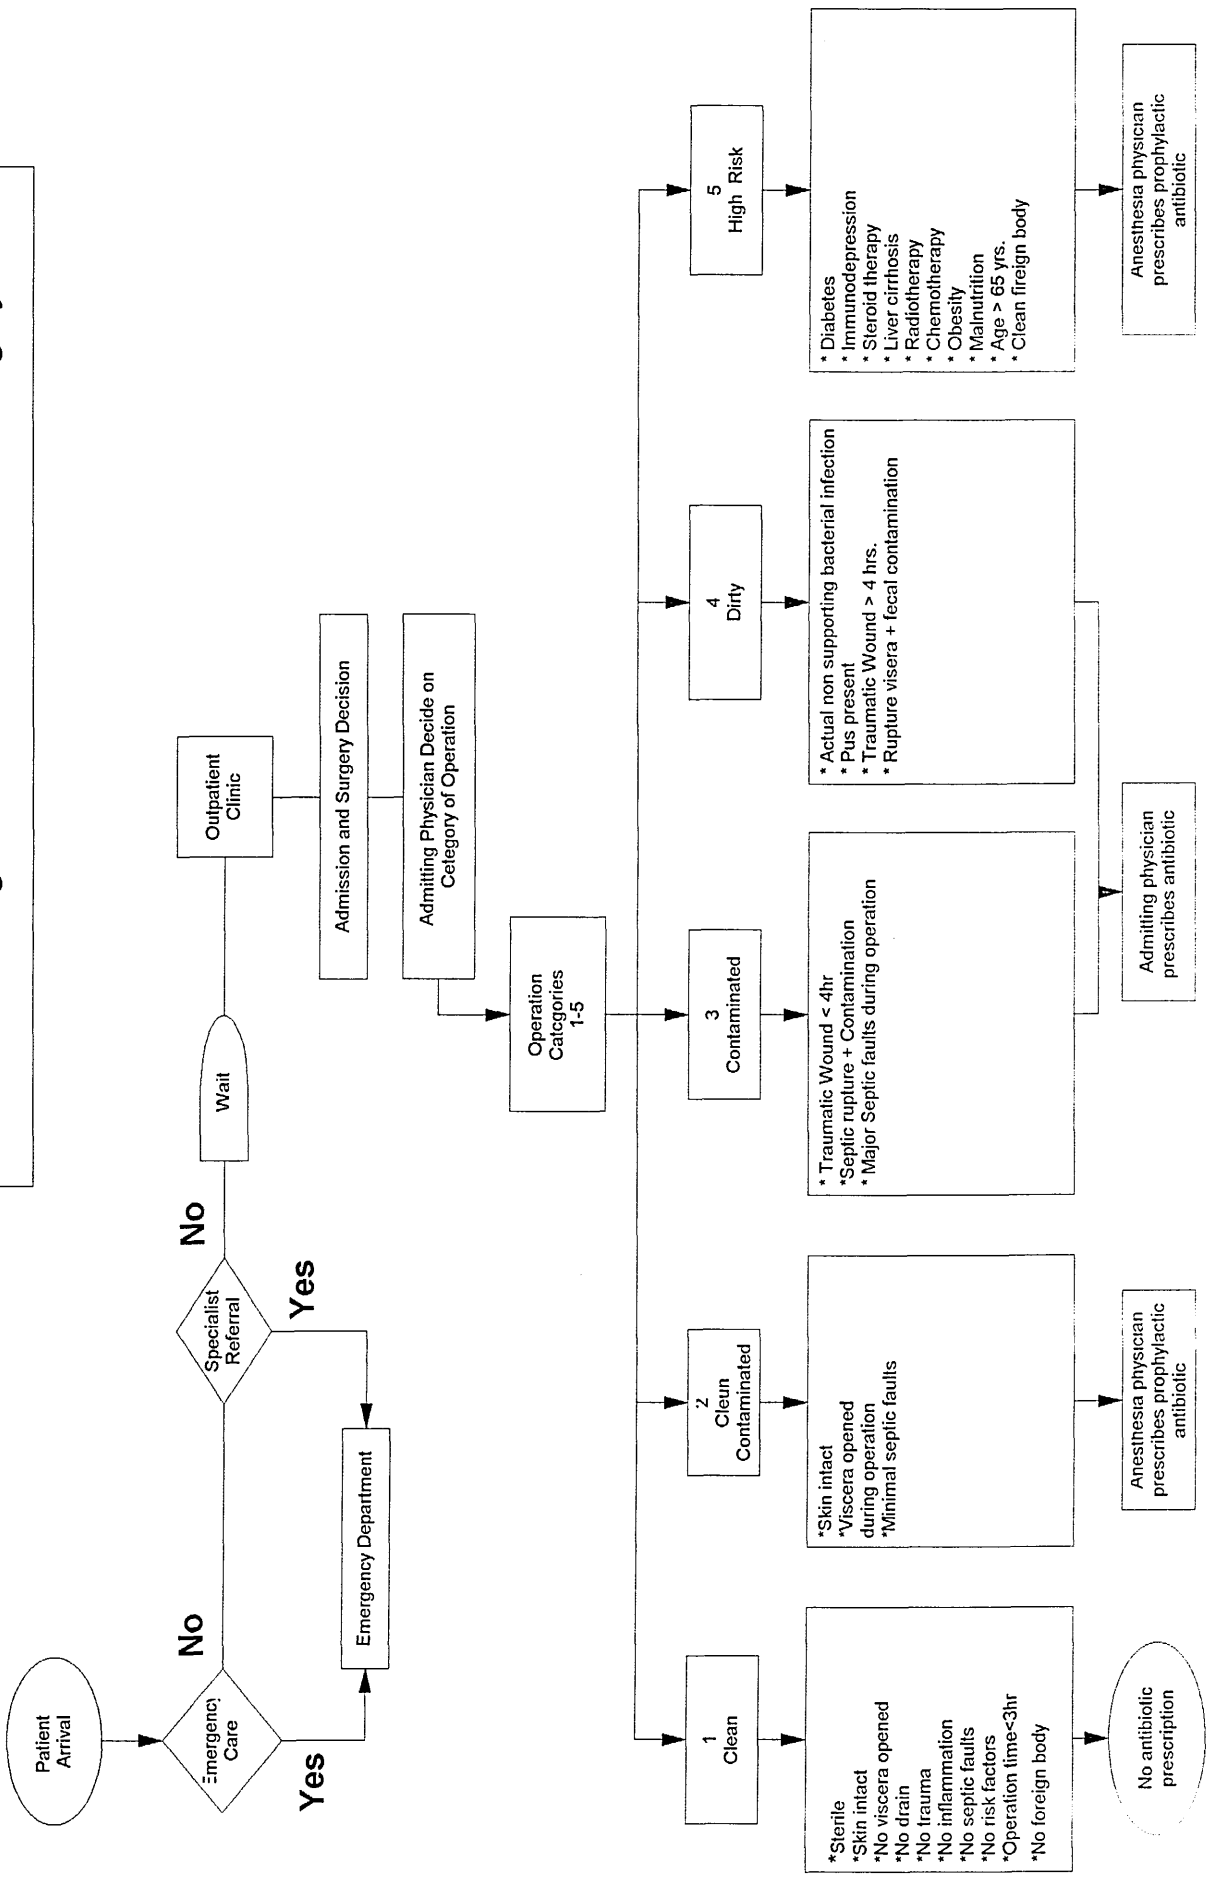 Patient
Arrival
Emergency
Care
No
Yes
Specialist
Referral
No
Yes
Emergency Department
Wait
Outpatient
Clinic
Admission and Surgery Decision
Admitting Physician Decide on
Cetegory of Operation
Operation
Catcgories
1-5
1
Clean
*Sterile
*Skin intact
*No viscera opened
*No drain
*No trauma
*No inflammation
*No septic faults
*No risk factors
*Operation time<3hr
*No foreign body
No antibiotic
prescription
2
Cleun
Contaminated
*Skin intact
*Viscera opened
during operation
*Minimal septic faults
Anesthesia physician
prescribes prophylactic
antibiotic
3
Contaminated
* Traumatic Wound < 4hr
*Septic rupture + Contamination
* Major Septic faults during operation
4
Dirty
* Actual non supporting bacterial infection
* Pus present
* Traumatic Wound > 4 hrs.
* Rupture visera + fecal contamination
Admitting physician
prescribes antibiotic
5
High Risk
* Diabetes
* Immunodepression
* Steroid therapy
* Liver cirrhosis
* Radiotherapy
* Chemotherapy
* Obesity
* Malnutrition
* Age > 65 yrs.
* Clean fireign body
Anesthesia physician
prescribes prophylactic
antibiotic